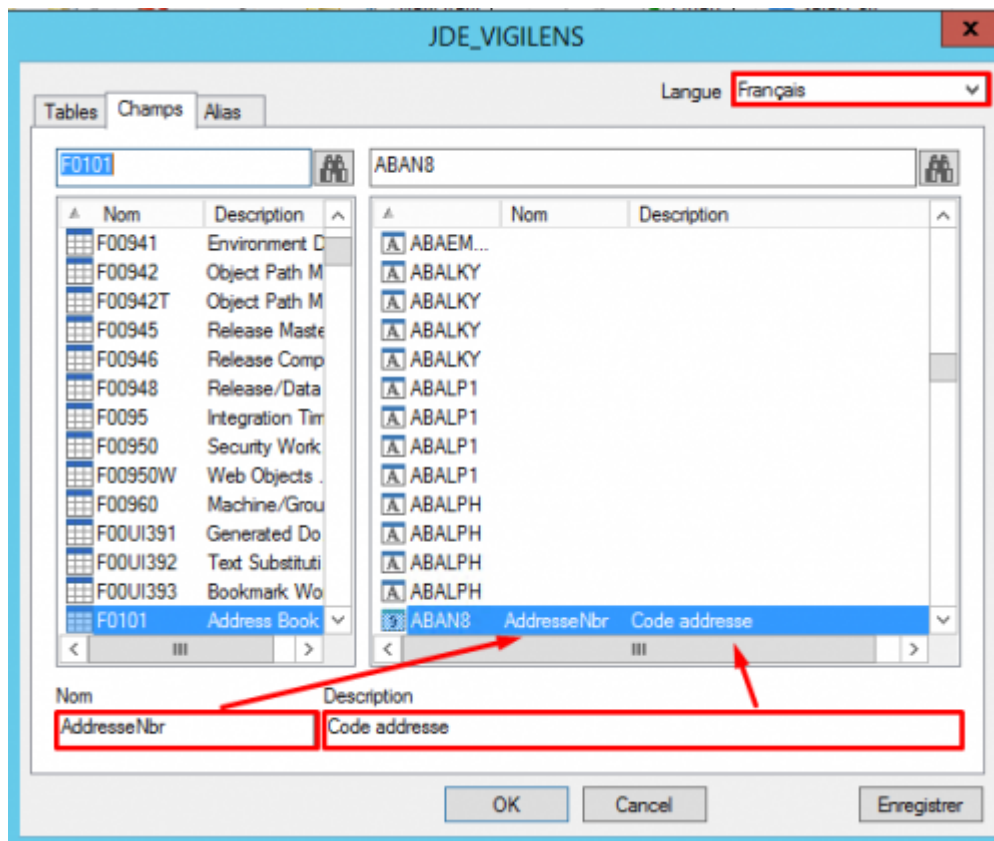 JDE_VIGILENS
x
Langue Français
Tables Champs Alias
F0101 ABAN8
Nom Description Nom Description
F00941 Environment D ABAEM...
F00942 Object Path M ABALKY
F00942T Object Path M ABALKY
F00945 Release Maste ABALKY
F00946 Release Comp ABALKY
F00948 Release/Data ABALP1
F0095 Integration Tim ABALP1
F00950 Security Work ABALP1
F00950W Web Objects . ABALP1
F00960 Machine/Grou ABALPH
F00UI391 Generated Do ABALPH
F00UI392 Text Substituti ABALPH
F00UI393 Bookmark Wo ABALPH
F0101 Address Book ABAN8 AddresseNbr Code addresse
Nom Description
AddresseNbr Code addresse
OK Cancel Enregistrer